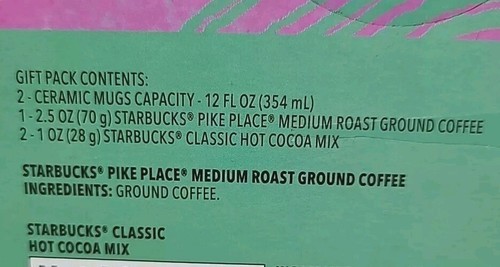 GIFT PACK CONTENTS:
2 - CERAMIC MUGS CAPACITY - 12 FL OZ (354 mL)
1 - 2.5 OZ (70 g) STARBUCKS® PIKE PLACE® MEDIUM ROAST GROUND COFFEE
2 - 1 OZ (28 g) STARBUCKS® CLASSIC HOT COCOA MIX
STARBUCKS® PIKE PLACE® MEDIUM ROAST GROUND COFFEE
INGREDIENTS: GROUND COFFEE.
STARBUCKS® CLASSIC
HOT COCOA MIX